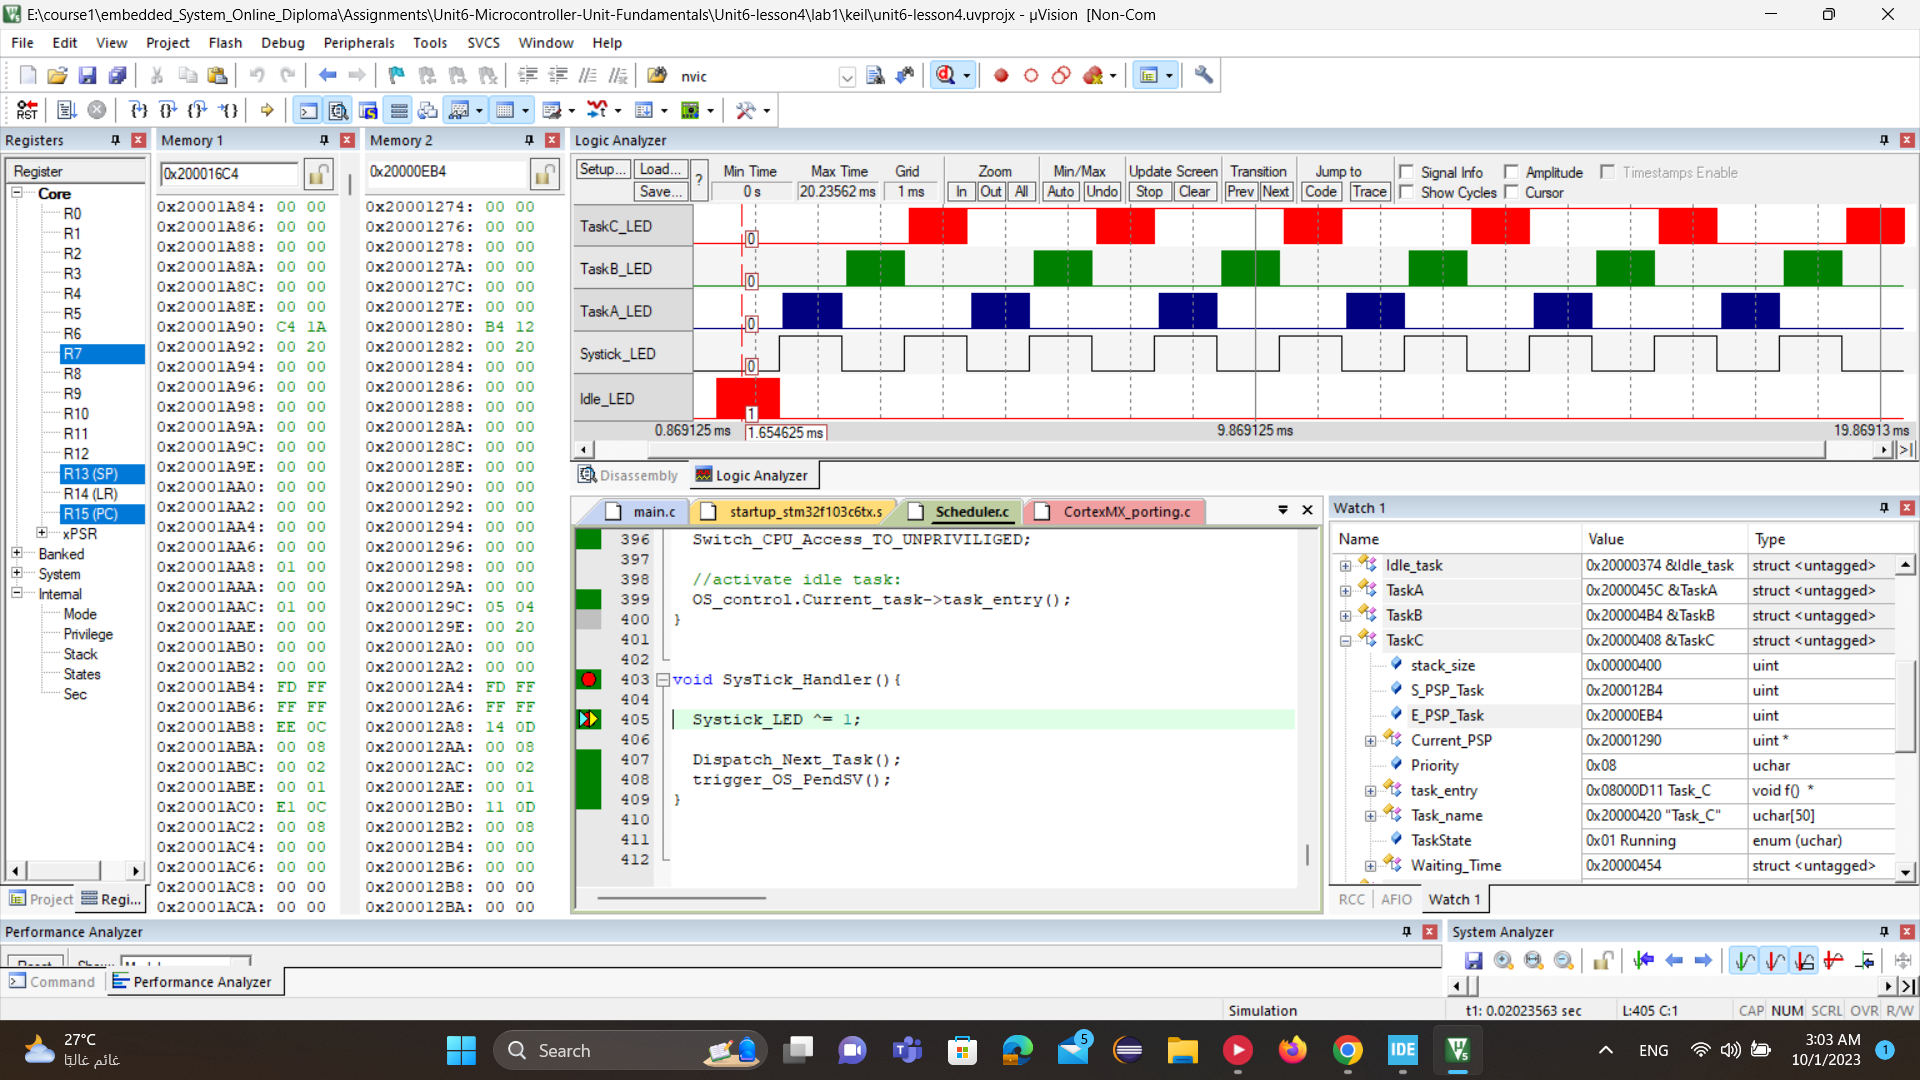 E:\course1\embedded_System_Online_Diploma\Assignments\Unit6-Microcontroller-Unit-Fundamentals\Unit6-lesson4\lab1\keil\unit6-lesson4.uvprojx - µVision [Non-Com
File Edit View Project Flash Debug Peripherals Tools SVCS Window Help
nvic
RST
Registers
Register
Core
R0
R1
R2
R3
R4
R5
R6
R7
R8
R9
R10
R11
R12
R13 (SP)
R14 (LR)
R15 (PC)
xPSR
Banked
System
Internal
Mode
Privilege
Stack
States
Sec
Project Regi...
Memory 1
0x200016C4
0x20001A84: 00 00
0x20001A86: 00 00
0x20001A88: 00 00
0x20001A8A: 00 00
0x20001A8C: 00 00
0x20001A8E: 00 00
0x20001A90: C4 1A
0x20001A92: 00 20
0x20001A94: 00 00
0x20001A96: 00 00
0x20001A98: 00 00
0x20001A9A: 00 00
0x20001A9C: 00 00
0x20001A9E: 00 00
0x20001AA0: 00 00
0x20001AA2: 00 00
0x20001AA4: 00 00
0x20001AA6: 00 00
0x20001AA8: 01 00
0x20001AAA: 00 00
0x20001AAC: 01 00
0x20001AAE: 00 00
0x20001AB0: 00 00
0x20001AB2: 00 00
0x20001AB4: FD FF
0x20001AB6: FF FF
0x20001AB8: EE 0C
0x20001ABA: 00 08
0x20001ABC: 00 02
0x20001ABE: 00 01
0x20001AC0: E1 0C
0x20001AC2: 00 08
0x20001AC4: 00 00
0x20001AC6: 00 00
0x20001AC8: 00 00
0x20001ACA: 00 00
Memory 2
0x20000EB4
0x20001274: 00 00
0x20001276: 00 00
0x20001278: 00 00
0x2000127A: 00 00
0x2000127C: 00 00
0x2000127E: 00 00
0x20001280: B4 12
0x20001282: 00 20
0x20001284: 00 00
0x20001286: 00 00
0x20001288: 00 00
0x2000128A: 00 00
0x2000128C: 00 00
0x2000128E: 00 00
0x20001290: 00 00
0x20001292: 00 00
0x20001294: 00 00
0x20001296: 00 00
0x20001298: 00 00
0x2000129A: 00 00
0x2000129C: 05 04
0x2000129E: 00 20
0x200012A0: 00 00
0x200012A2: 00 00
0x200012A4: FD FF
0x200012A6: FF FF
0x200012A8: 14 0D
0x200012AA: 00 08
0x200012AC: 00 02
0x200012AE: 00 01
0x200012B0: 11 0D
0x200012B2: 00 08
0x200012B4: 00 00
0x200012B6: 00 00
0x200012B8: 00 00
0x200012BA: 00 00
Logic Analyzer
Setup... Load... Save... ? Min Time 0 s Max Time 20.23562 ms Grid 1 ms Zoom In Out All Min/Max Auto Undo Update Screen Stop Clear Transition Prev Next Jump to Code Trace
Signal Info Amplitude Timestamps Enable
Show Cycles Cursor
TaskC_LED 0
TaskB_LED 0
TaskA_LED 0
Systick_LED 0
Idle_LED 1
0.869125 ms 1.654625 ms 9.869125 ms 19.86913 ms
Disassembly Logic Analyzer
main.c startup_stm32f103c6tx.s Scheduler.c CortexMX_porting.c
396 Switch_CPU_Access_TO_UNPRIVILIGED;
397
398 //activate idle task:
399 OS_control.Current_task->task_entry();
400 }
401
402
403 void SysTick_Handler(){
404
405 Systick_LED ^= 1;
406
407 Dispatch_Next_Task();
408 trigger_OS_PendSV();
409 }
410
411
412
Watch 1
Name Value Type
Idle_task 0x20000374 &Idle_task struct <untagged>
TaskA 0x2000045C &TaskA struct <untagged>
TaskB 0x200004B4 &TaskB struct <untagged>
TaskC 0x20000408 &TaskC struct <untagged>
stack_size 0x00000400 uint
S_PSP_Task 0x200012B4 uint
E_PSP_Task 0x20000EB4 uint
Current_PSP 0x20001290 uint *
Priority 0x08 uchar
task_entry 0x08000D11 Task_C void f() *
Task_name 0x20000420 "Task_C" uchar[50]
TaskState 0x01 Running enum (uchar)
Waiting_Time 0x20000454 struct <untagged>
RCC AFIO Watch 1
Performance Analyzer
Command Performance Analyzer
System Analyzer
Simulation t1: 0.02023563 sec L:405 C:1 CAP NUM SCRL OVR R/W
27°C
غائم غالبًا
Search
5
IDE
ENG
3:03 AM
10/1/2023
1